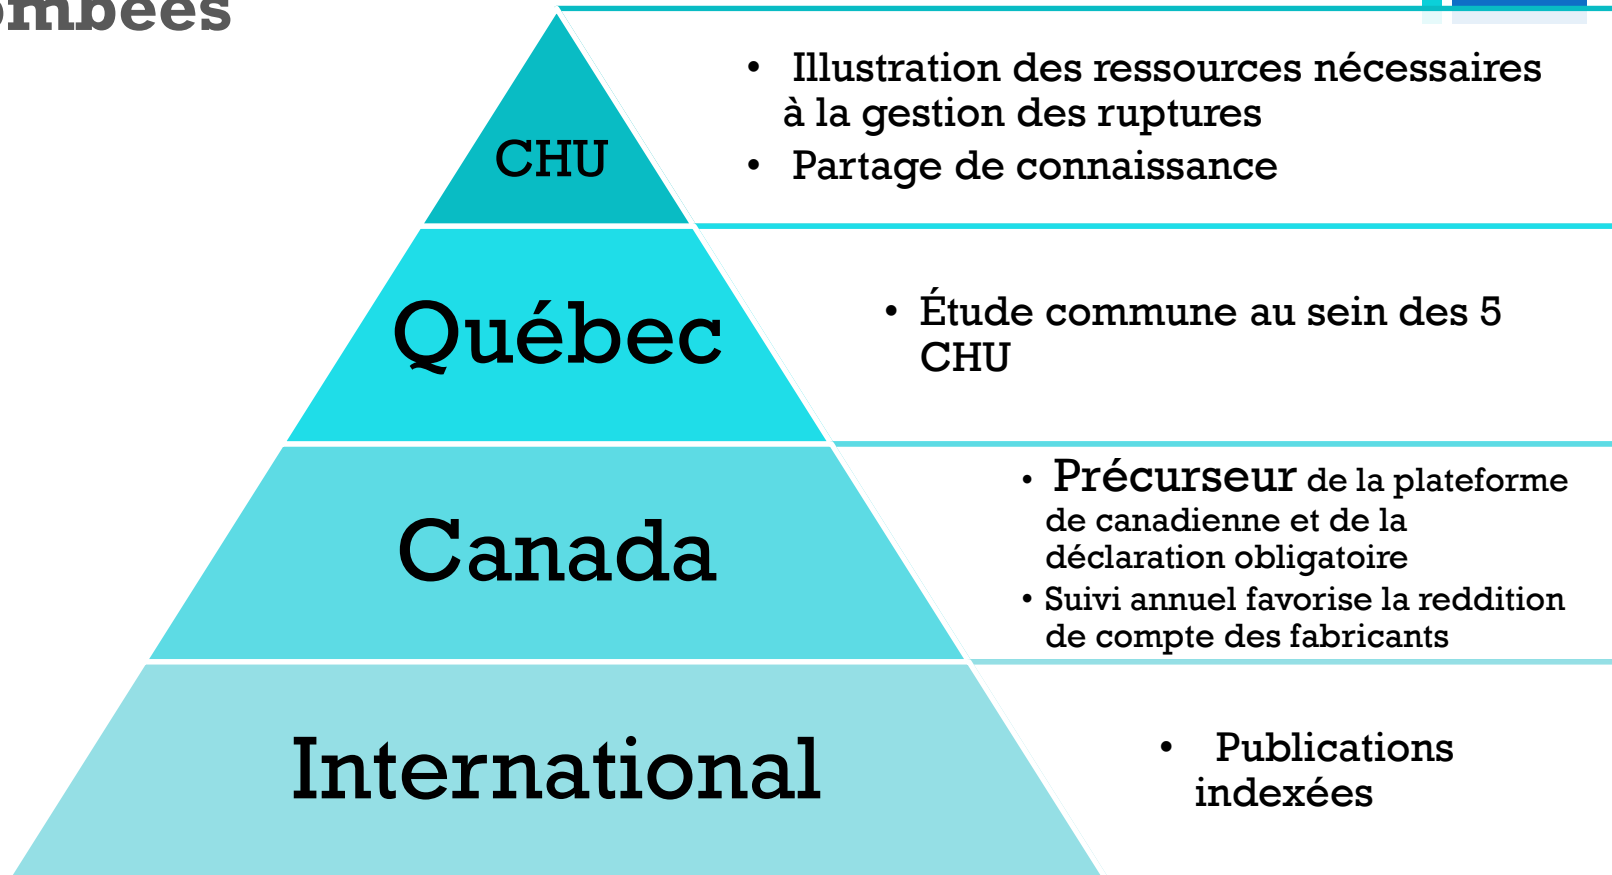 ombées
• Illustration des ressources nécessaires
à la gestion des ruptures
• Partage de connaissance
CHU
Québec
• Étude commune au sein des 5
CHU
Canada
• Précurseur de la plateforme
de canadienne et de la
déclaration obligatoire
• Suivi annuel favorise la reddition
de compte des fabricants
International
• Publications
indexées